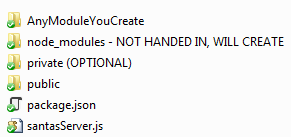 AnyModuleYouCreate
node_modules - NOT HANDED IN, WILL CREATE
private (OPTIONAL)
public
package.json
santasServer.js